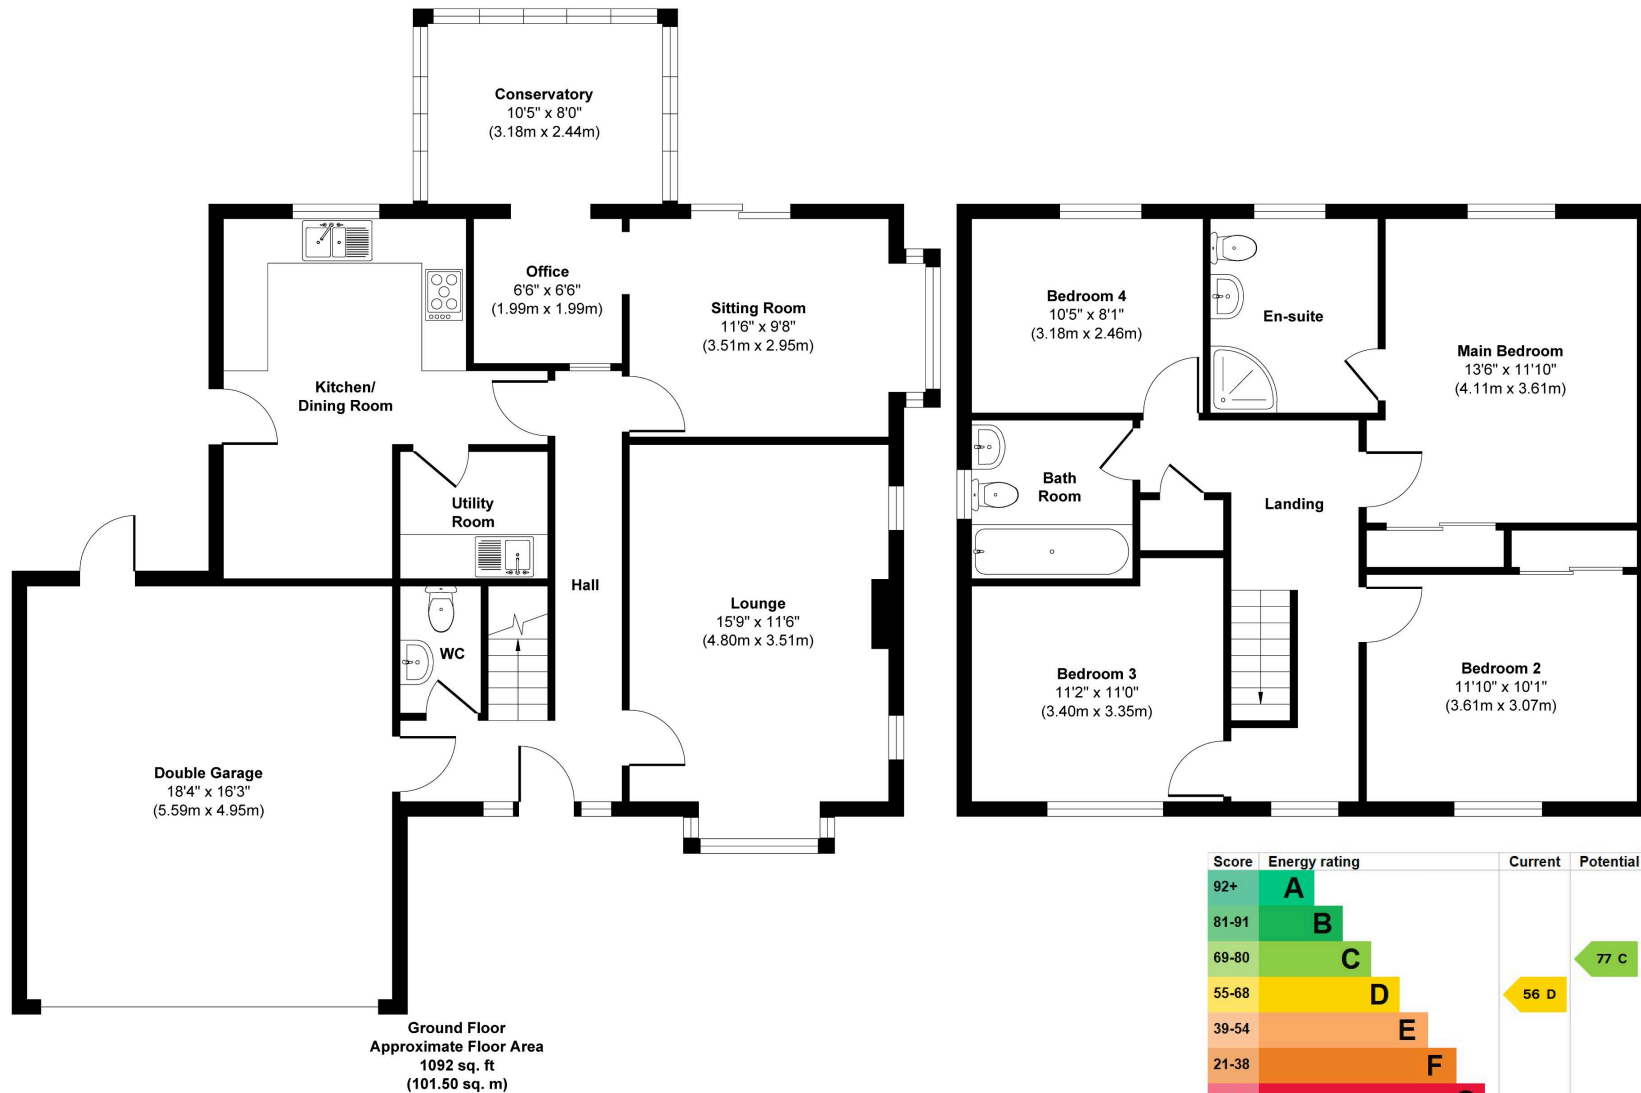 Conservatory
10'5" x 8'0"
(3.18m x 2.44m)
Office
6'6" x 6'6"
(1.99m x 1.99m)
Sitting Room
11'6" x 9'8"
(3.51m x 2.95m)
Kitchen/
Dining Room
Utility
Room
Hall
Lounge
15'9" x 11'6"
(4.80m x 3.51m)
WC
Double Garage
18'4" x 16'3"
(5.59m x 4.95m)
Ground Floor
Approximate Floor Area
1092 sq. ft
(101.50 sq. m)
Bedroom 4
10'5" x 8'1"
(3.18m x 2.46m)
En-suite
Main Bedroom
13'6" x 11'10"
(4.11m x 3.61m)
Bath
Room
Landing
Bedroom 3
11'2" x 11'0"
(3.40m x 3.35m)
Bedroom 2
11'10" x 10'1"
(3.61m x 3.07m)
Score Energy rating Current Potential
92+ A
81-91 B
69-80 C 77 C
55-68 D 56 D
39-54 E
21-38 F